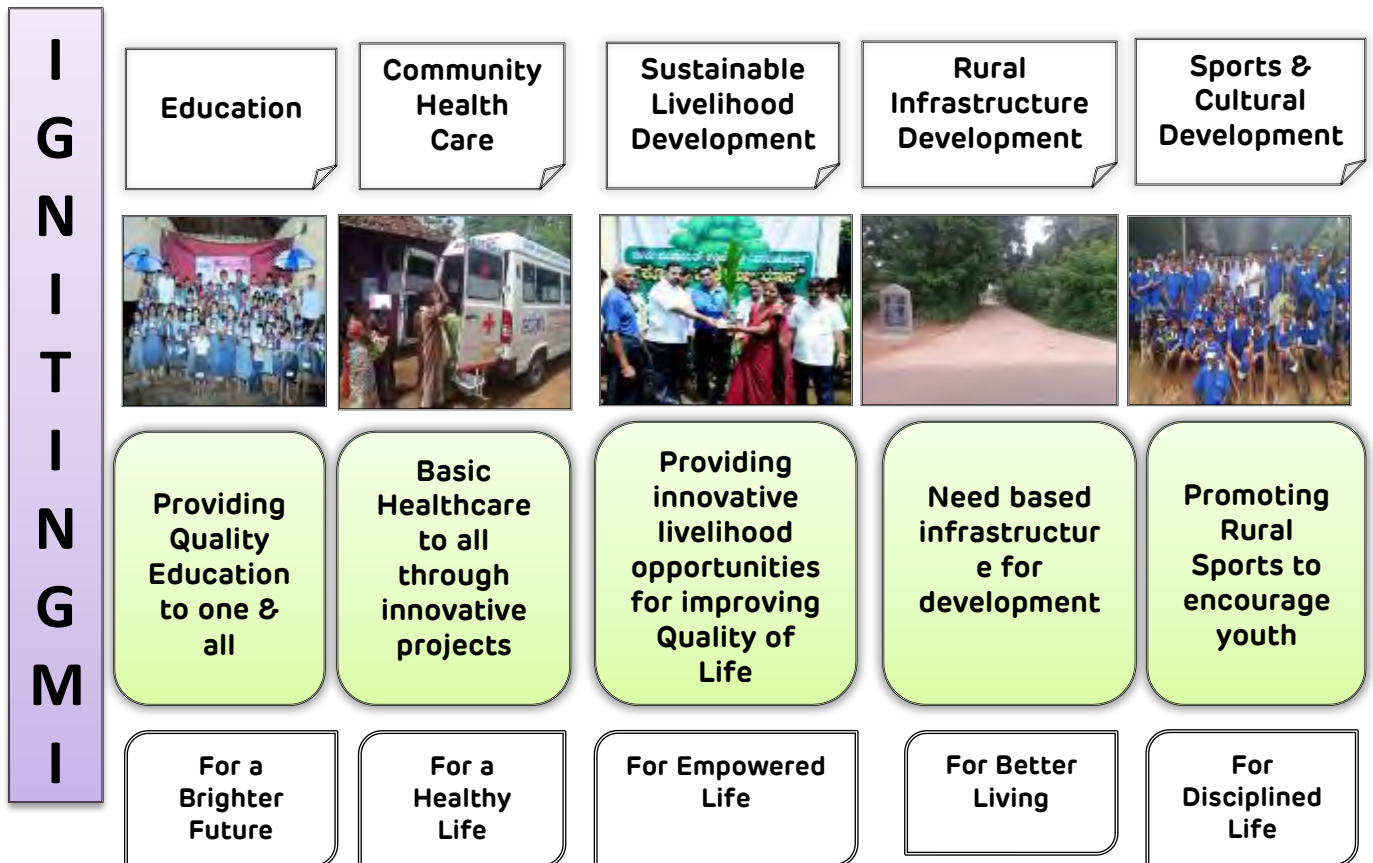 I
G
N
I
T
I
N
G
M
I
Education
Community
Health
Care
Sustainable
Livelihood
Development
Rural
Infrastructure
Development
Sports &
Cultural
Development
Providing
Quality
Education
to one &
all
Basic
Healthcare
to all
through
innovative
projects
Providing
innovative
livelihood
opportunities
for improving
Quality of
Life
Need based
infrastructur
e for
development
Promoting
Rural
Sports to
encourage
youth
For a
Brighter
Future
For a
Healthy
Life
For Empowered
Life
For Better
Living
For
Disciplined
Life